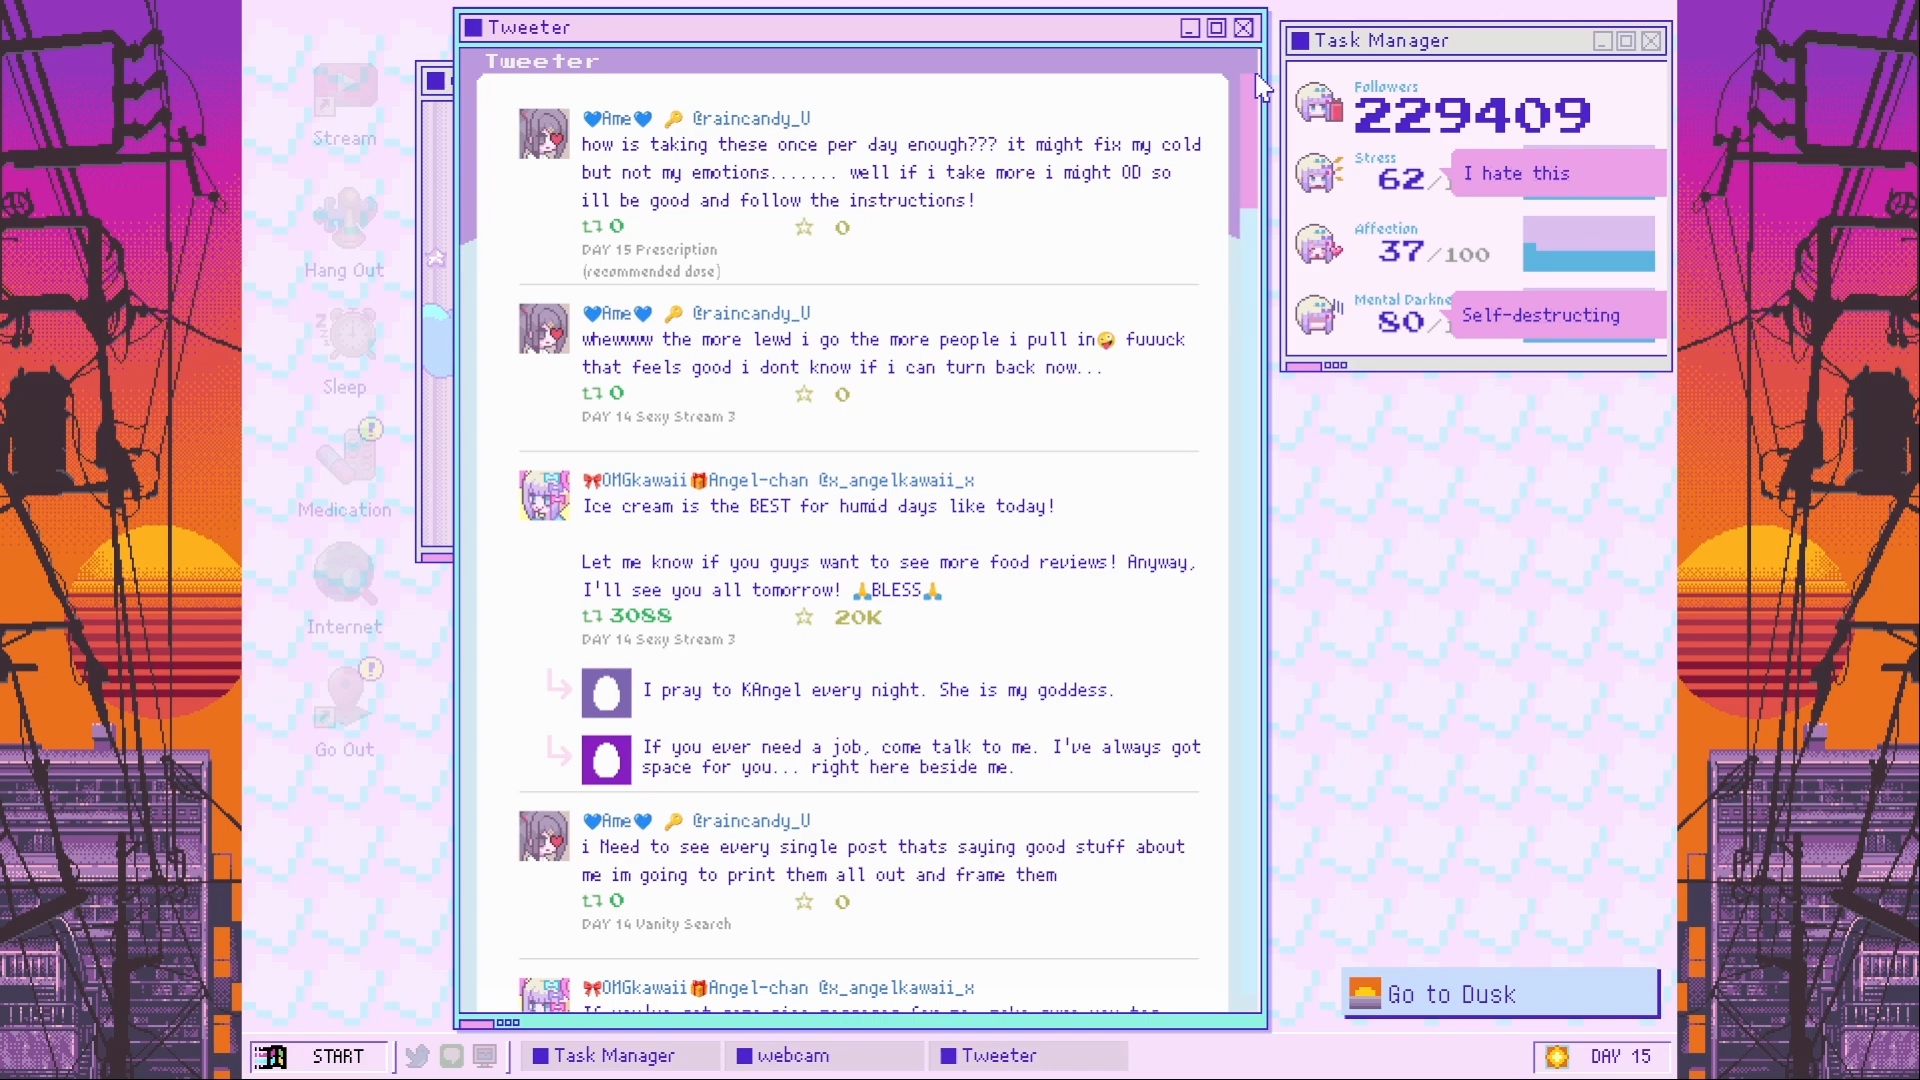 Tweeter
Tweeter
Ame @raincandy_U
how is taking these once per day enough??? it might fix my cold
but not my emotions....... well if i take more i might OD so
ill be good and follow the instructions!
0 0
DAY 15 Prescription
(recommended dose)
Ame @raincandy_U
whewwww the more lewd i go the more people i pull in fuuuck
that feels good i dont know if i can turn back now...
0 0
DAY 14 Sexy Stream 3
OMGkawaii Angel-chan @x_angelkawaii_x
Ice cream is the BEST for humid days like today!
Let me know if you guys want to see more food reviews! Anyway,
I'll see you all tomorrow! BLESS
3088 20K
DAY 14 Sexy Stream 3
I pray to KAngel every night. She is my goddess.
If you ever need a job, come talk to me. I've always got
space for you... right here beside me.
Ame @raincandy_U
i Need to see every single post thats saying good stuff about
me im going to print them all out and frame them
0 0
DAY 14 Vanity Search
OMGkawaii Angel-chan @x_angelkawaii_x
Stream
Hang Out
Sleep
Medication
Internet
Go Out
Task Manager
Followers
229409
Stress
62/
I hate this
Affection
37/100
Mental Darkne
80/
Self-destructing
Go to Dusk
START
Task Manager
webcam
Tweeter
DAY 15